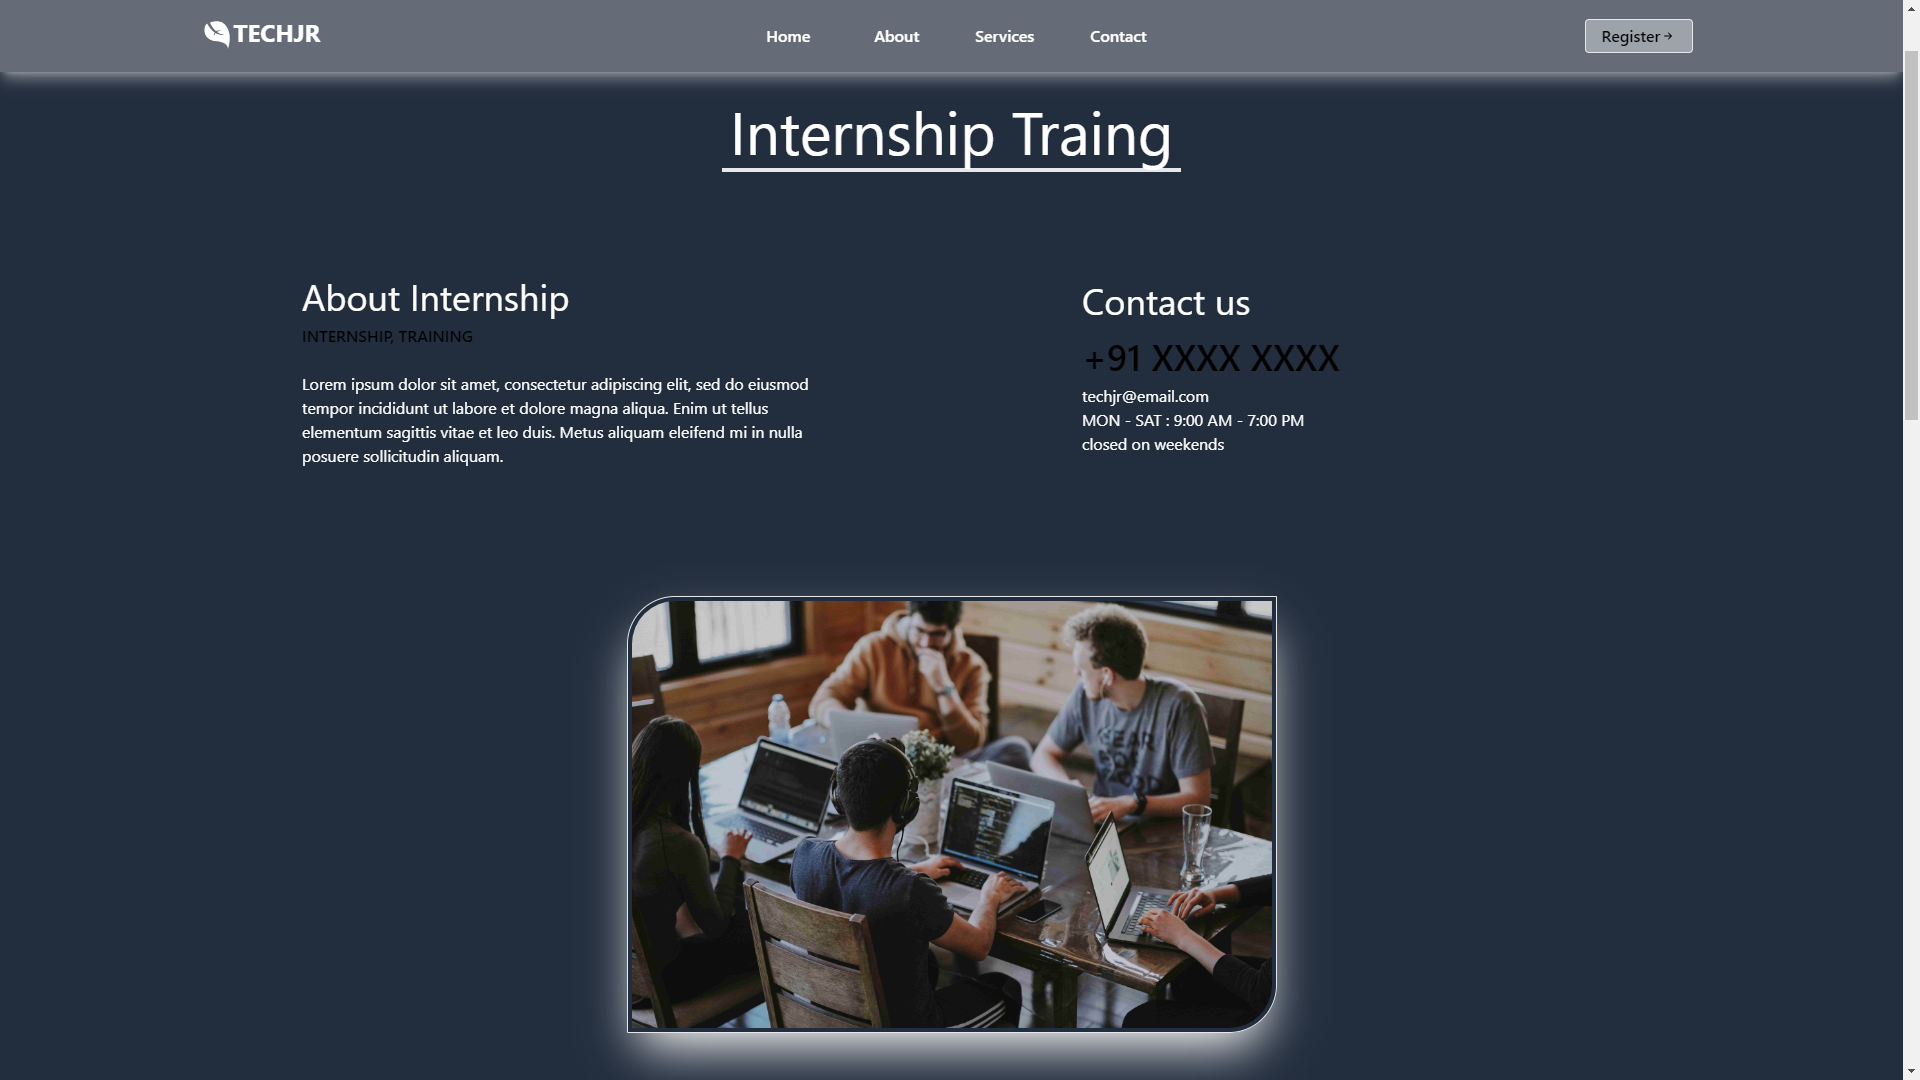 TECHJR
Home
About
Services
Contact
Register
Internship Traing
About Internship
INTERNSHIP, TRAINING
Lorem ipsum dolor sit amet, consectetur adipiscing elit, sed do eiusmod
tempor incididunt ut labore et dolore magna aliqua. Enim ut tellus
elementum sagittis vitae et leo duis. Metus aliquam eleifend mi in nulla
posuere sollicitudin aliquam.
Contact us
+91 XXXX XXXX
techjr@email.com
MON - SAT : 9:00 AM - 7:00 PM
closed on weekends